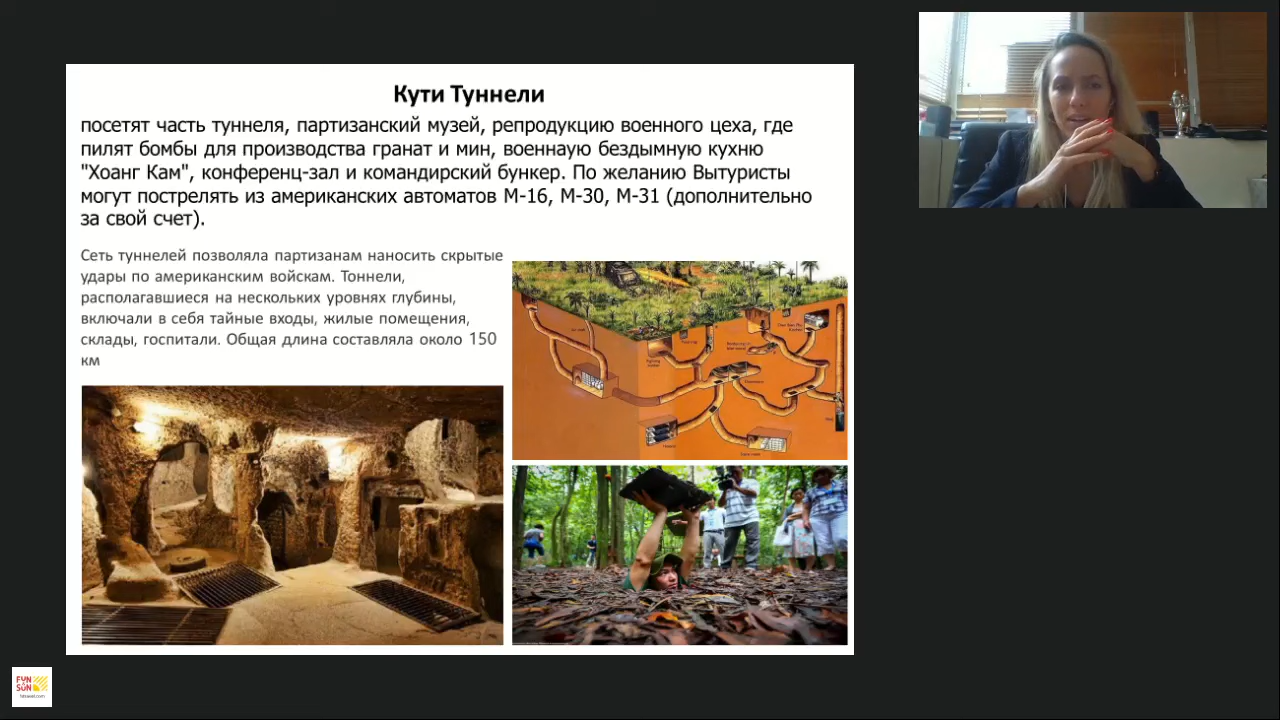 Кути Туннели
посетят часть туннеля, партизанский музей, репродукцию военного цеха, где
пилят бомбы для производства гранат и мин, военнаую бездымную кухню
"Хоанг Кам", конференц-зал и командирский бункер. По желанию Вытуристы
могут пострелять из американских автоматов М-16, М-30, М-31 (дополнительно
за свой счет).
Сеть туннелей позволяла партизанам наносить скрытые
удары по американским войскам. Тоннели,
располагавшиеся на нескольких уровнях глубины,
включали в себя тайные входы, жилые помещения,
склады, госпитали. Общая длина составляла около 150
км
FUN
&SUN